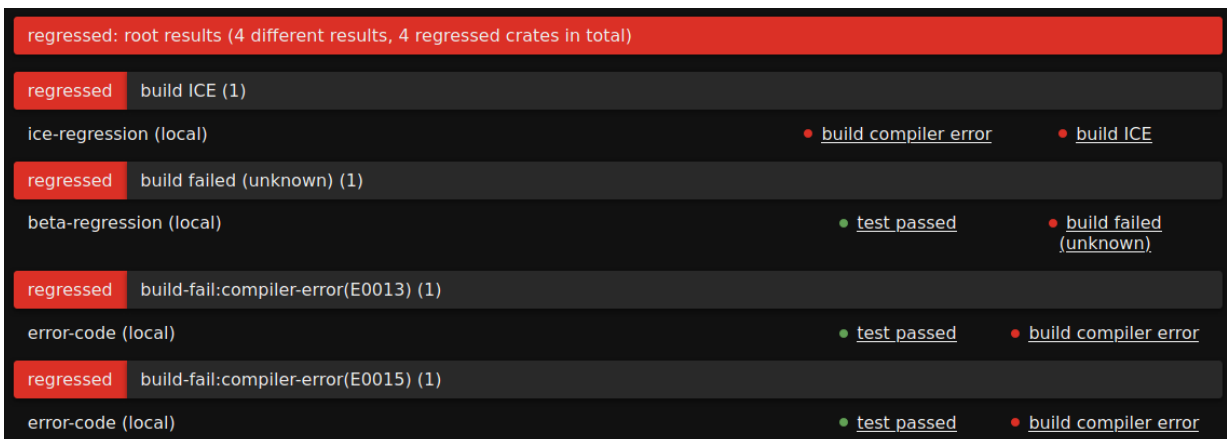 regressed: root results (4 different results, 4 regressed crates in total)
regressed build ICE (1)
ice-regression (local) build compiler error build ICE
regressed build failed (unknown) (1)
beta-regression (local) test passed build failed
(unknown)
regressed build-fail:compiler-error(E0013) (1)
error-code (local) test passed build compiler error
regressed build-fail:compiler-error(E0015) (1)
error-code (local) test passed build compiler error